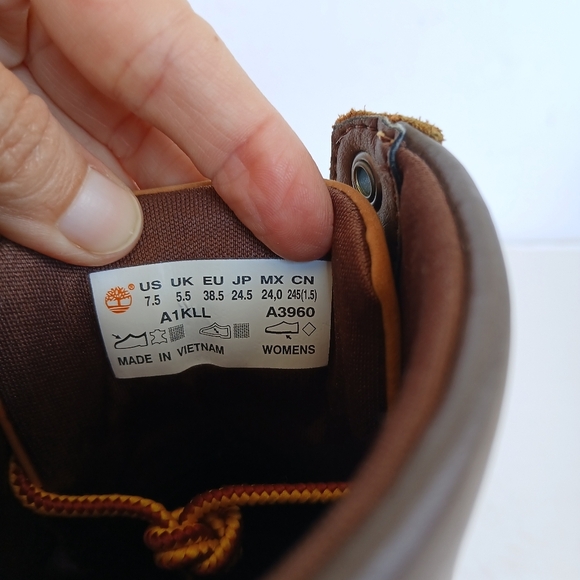 US UK EU JP MX CN
7.5 5.5 38.5 24.5 24,0 245(1.5)
A1KLL A3960
MADE IN VIETNAM WOMENS